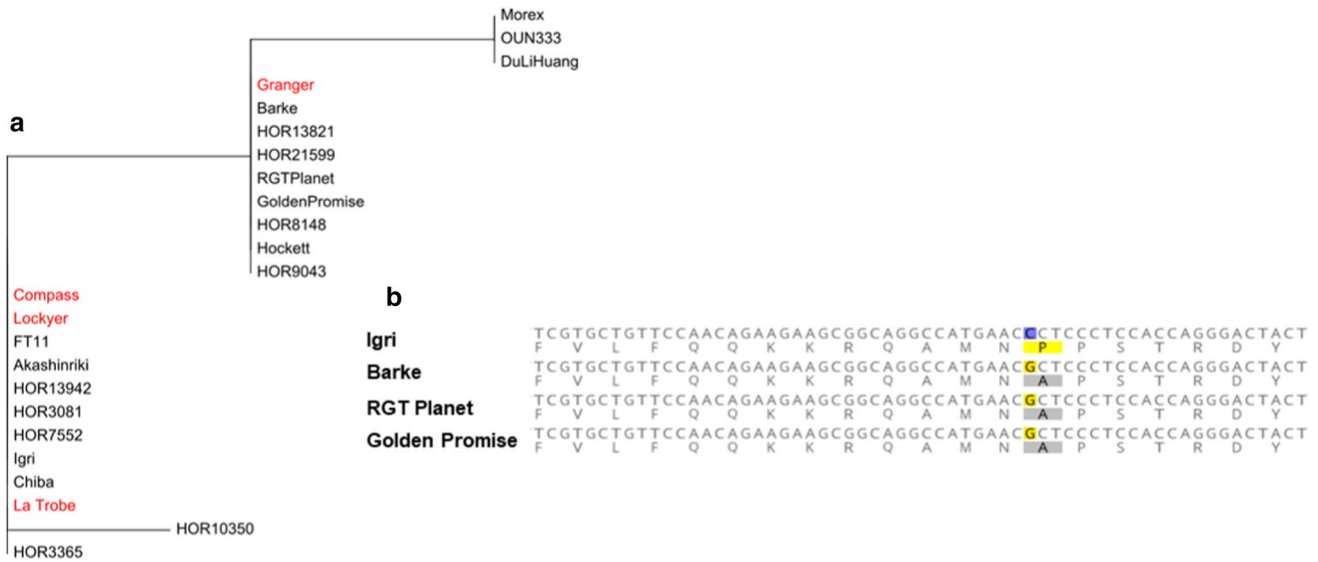 Morex
OUN333
DuLiHuang
Granger
Barke
a
HOR13821
HOR21599
RGTPlanet
GoldenPromise
HOR8148
Hockett
HOR9043
Compass
Lockyer
FT11
Akashinriki
HOR13942
HOR3081
HOR7552
Igri
Chiba
La Trobe
HOR10350
HOR3365
b
Igri
TCGTGCTGTTCCAACAGAAGAAGCGGCAGGCCATGAACCCTCCCTCCACCAGGGACTACT
F V L F Q Q K K R Q A M N P P S T R D Y
Barke
TCGTGCTGTTCCAACAGAAGAAGCGGCAGGCCATGAACGCTCCCTCCACCAGGGACTACT
F V L F Q Q K K R Q A M N A P S T R D Y
RGT Planet
TCGTGCTGTTCCAACAGAAGAAGCGGCAGGCCATGAACGCTCCCTCCACCAGGGACTACT
F V L F Q Q K K R Q A M N A P S T R D Y
Golden Promise
TCGTGCTGTTCCAACAGAAGAAGCGGCAGGCCATGAACGCTCCCTCCACCAGGGACTACT
F V L F Q Q K K R Q A M N A P S T R D Y